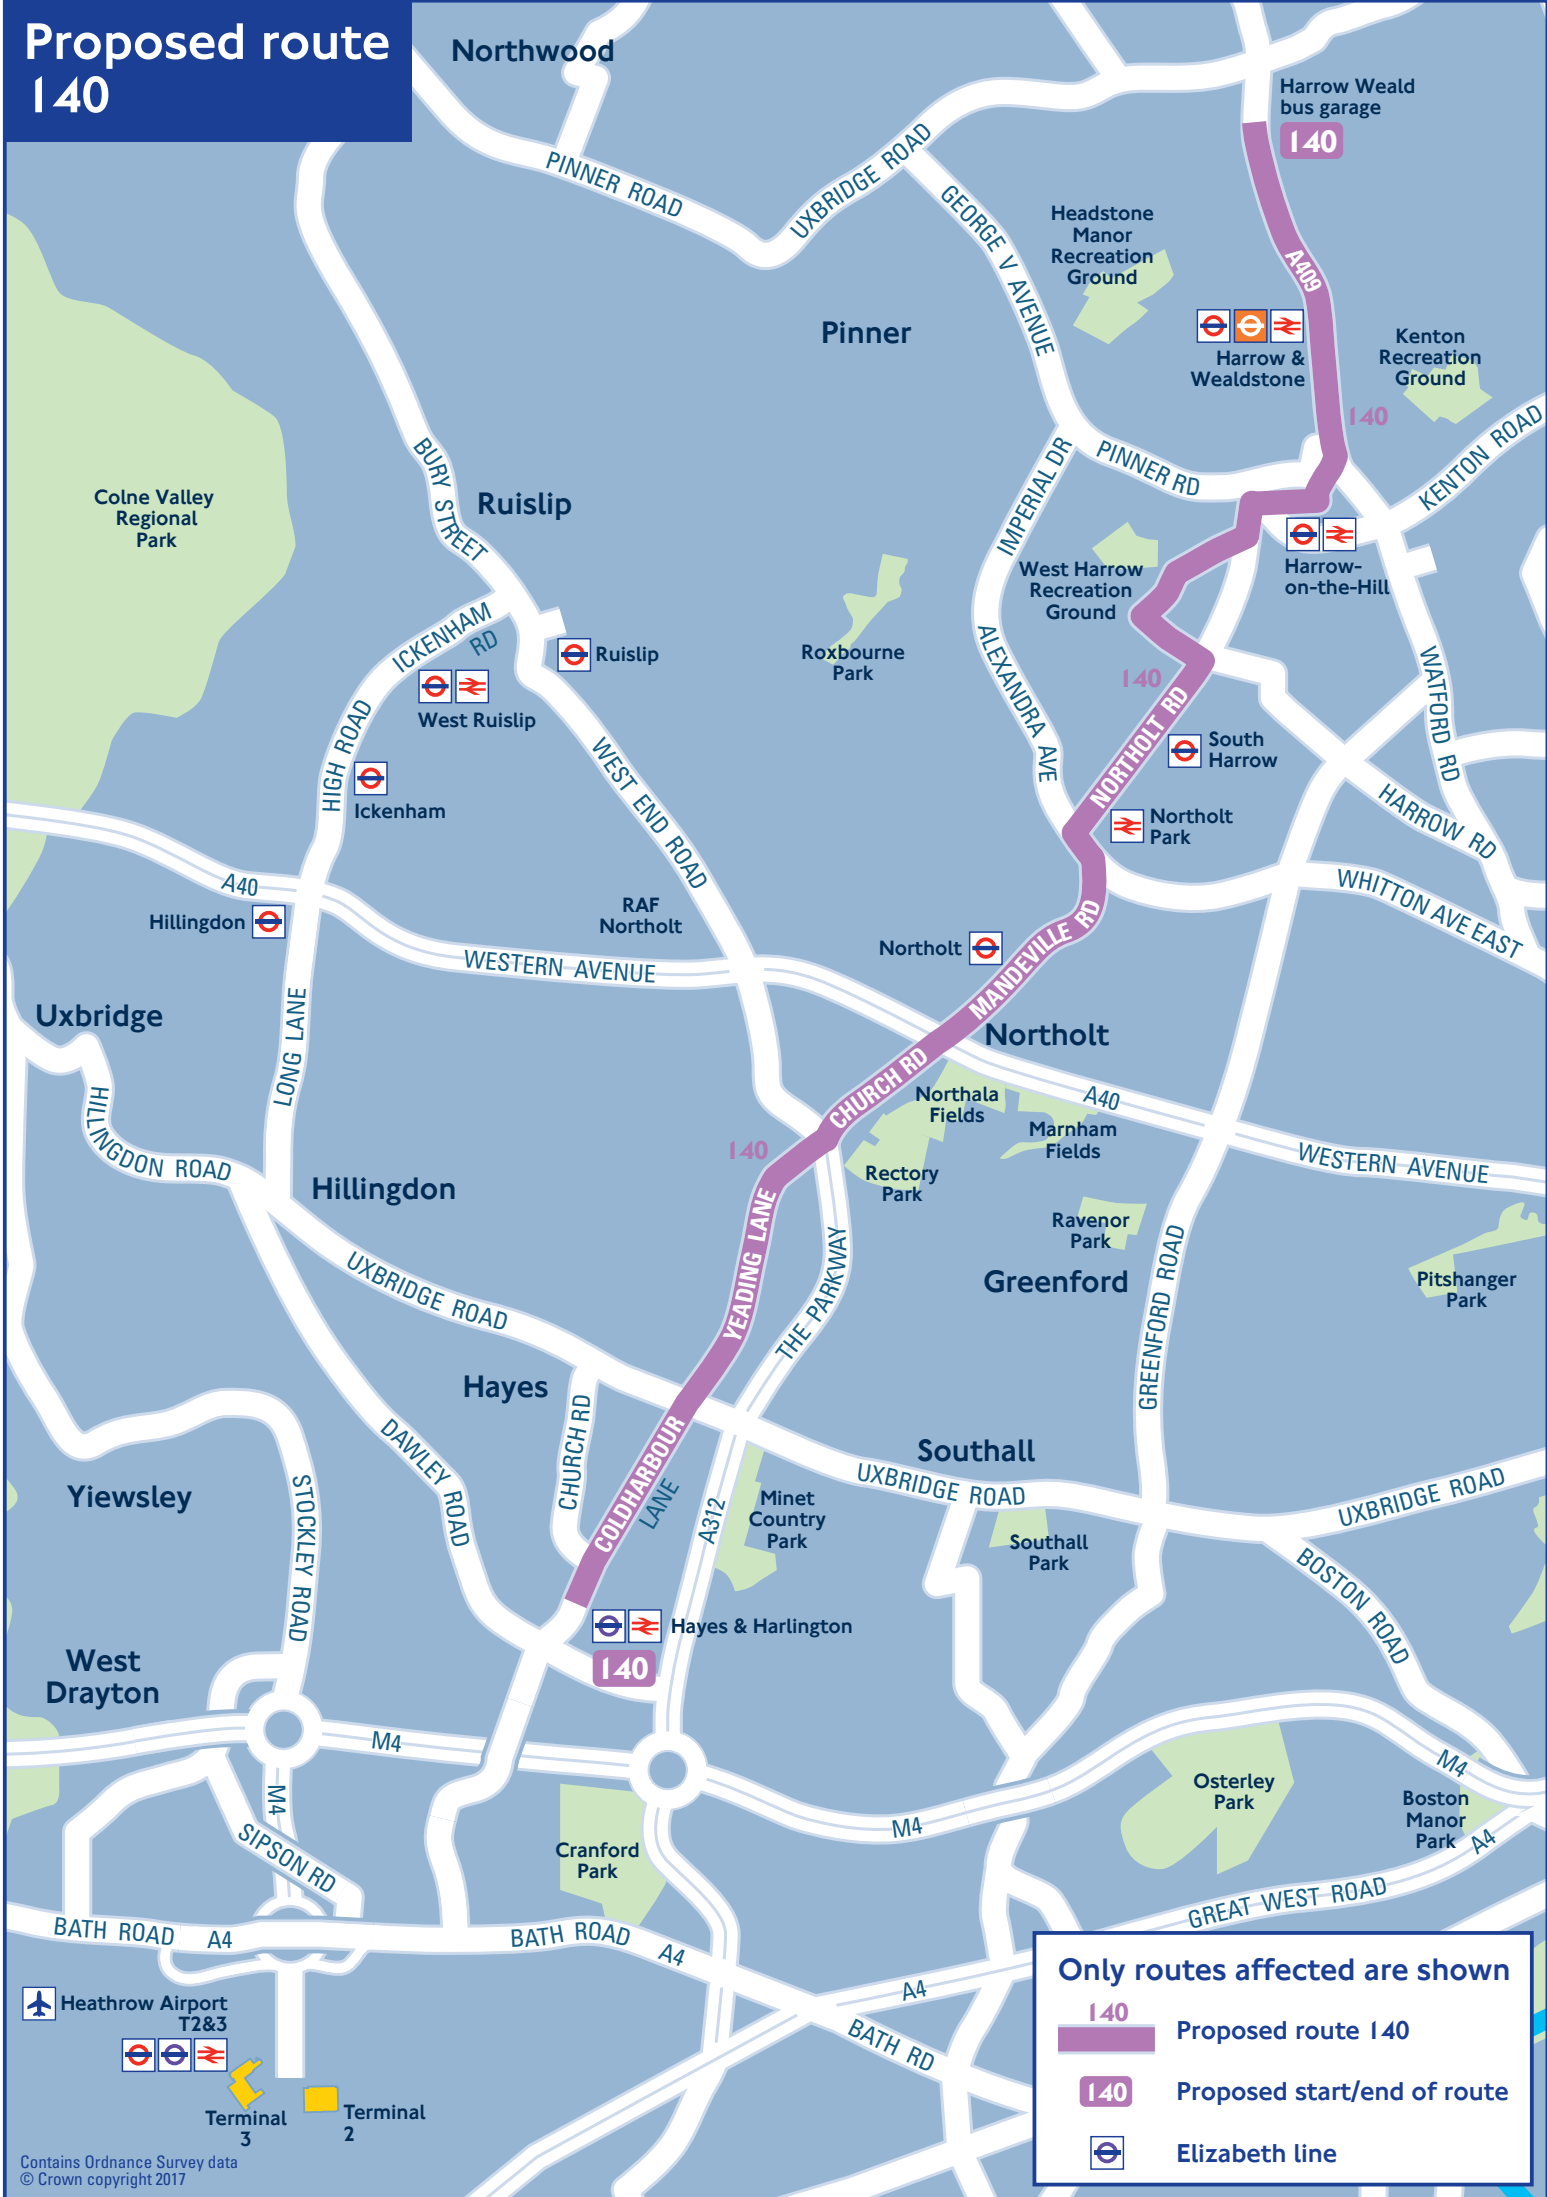 Proposed route
140
Northwood
Harrow Weald
bus garage
140
PINNER ROAD
UXBRIDGE ROAD
GEORGE V AVENUE
Headstone
Manor
Recreation
Ground
A409
Pinner
Harrow &
Wealdstone
Kenton
Recreation
Ground
140
KENTON ROAD
PINNER RD
IMPERIAL DR
BURY STREET
Ruislip
Colne Valley
Regional
Park
Harrow-
on-the-Hill
West Harrow
Recreation
Ground
ICKENHAM
RD
Ruislip
Roxbourne
Park
ALEXANDRA AVE
WATFORD RD
140
NORTHOLT RD
West Ruislip
HIGH ROAD
Ickenham
WEST END ROAD
South
Harrow
Northolt
Park
HARROW RD
WHITTON AVE EAST
A40
Hillingdon
RAF
Northolt
Northolt
MANDEVILLE RD
WESTERN AVENUE
Uxbridge
LONG LANE
Northolt
CHURCH RD
Northala
Fields
A40
Marnham
Fields
HILLINGDON ROAD
140
Rectory
Park
WESTERN AVENUE
Hillingdon
YEADING LANE
Ravenor
Park
THE PARKWAY
Greenford
GREENFORD ROAD
Pitshanger
Park
UXBRIDGE ROAD
Hayes
CHURCH RD
COLDHARBOUR
LANE
DAWLEY ROAD
Southall
UXBRIDGE ROAD
UXBRIDGE ROAD
Yiewsley
STOCKLEY ROAD
A312
Minet
Country
Park
Southall
Park
BOSTON ROAD
Hayes & Harlington
140
West
Drayton
M4
M4
M4
M4
Osterley
Park
Boston
Manor
Park
A4
SIPSON RD
Cranford
Park
GREAT WEST ROAD
BATH ROAD
A4
BATH ROAD
A4
A4
BATH RD
Heathrow Airport
T2&3
Terminal
3
Terminal
2
Only routes affected are shown
140
Proposed route 140
140
Proposed start/end of route
Elizabeth line
Contains Ordnance Survey data
© Crown copyright 2017